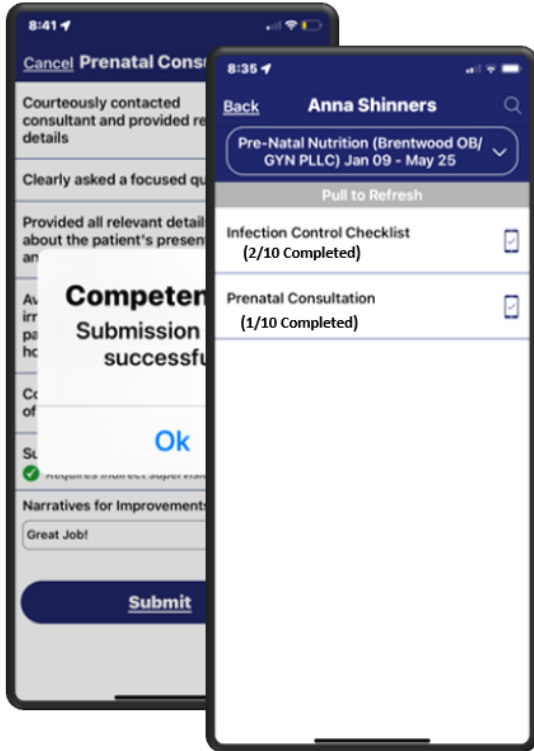 8:41
Cancel Prenatal Cons
Courteously contacted
consultant and provided re
details
Clearly asked a focused qu
Provided all relevant detail
about the patient's presen
an
Av
irr
pa
ho
Competen
Submission
successfu
Co
of
Ok
Su
Requires indirect supervis
Narratives for Improvement
Great Job!
Submit
8:35
Back Anna Shinners
Pre-Natal Nutrition (Brentwood OB/
GYN PLLC) Jan 09 - May 25
Pull to Refresh
Infection Control Checklist
(2/10 Completed)
Prenatal Consultation
(1/10 Completed)